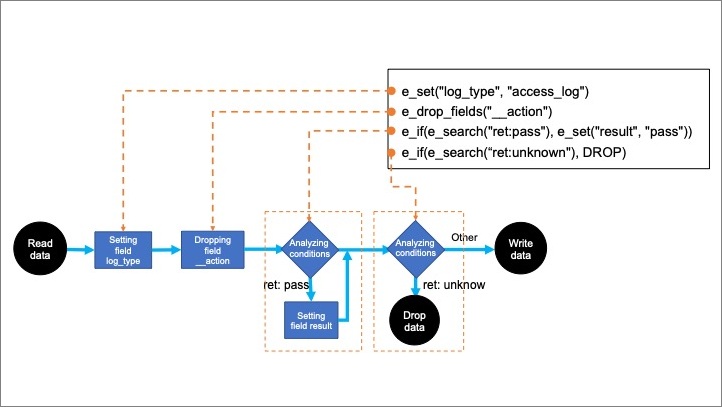 e_set("log_type", "access_log")
e_drop_fields("__action")
e_if(e_search("ret:pass"), e_set("result", "pass"))
e_if(e_search(“ret:unknown"), DROP)
Read
data
Setting
field
log_type
Dropping
field
__action
Analyzing
conditions
ret: pass
Setting
field result
Analyzing
conditions
Other
ret: unknow
Drop
data
Write
data